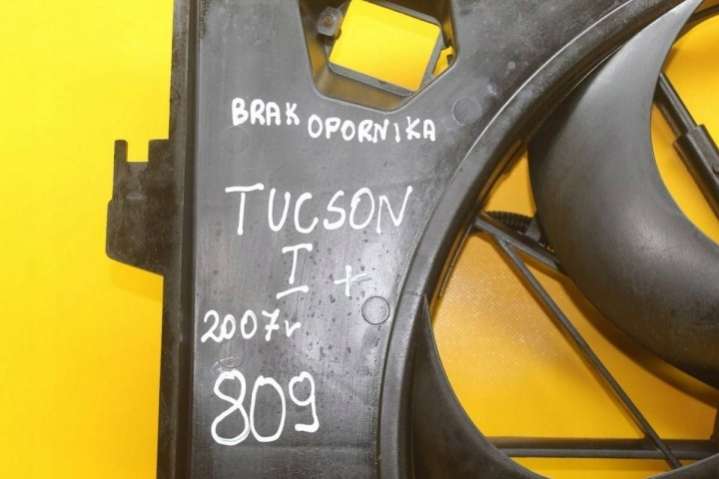 BRAK OPORNIKA
TUCSON
I +
2007r
809